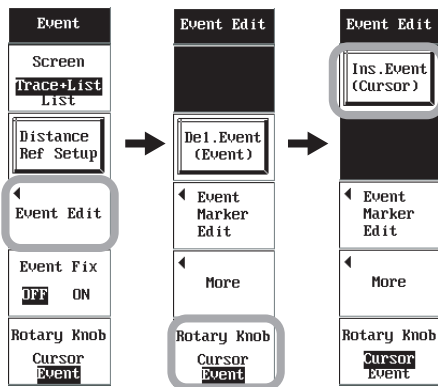 Event
Screen
Trace+List
List
Distance
Ref Setup
Event Edit
Event Fix
OFF ON
Rotary Knob
Cursor
Event
Event Edit
Del.Event
(Event)
Event
Marker
Edit
More
Rotary Knob
Cursor
Event
Event Edit
Ins.Event
(Cursor)
Event
Marker
Edit
More
Rotary Knob
Cursor
Event